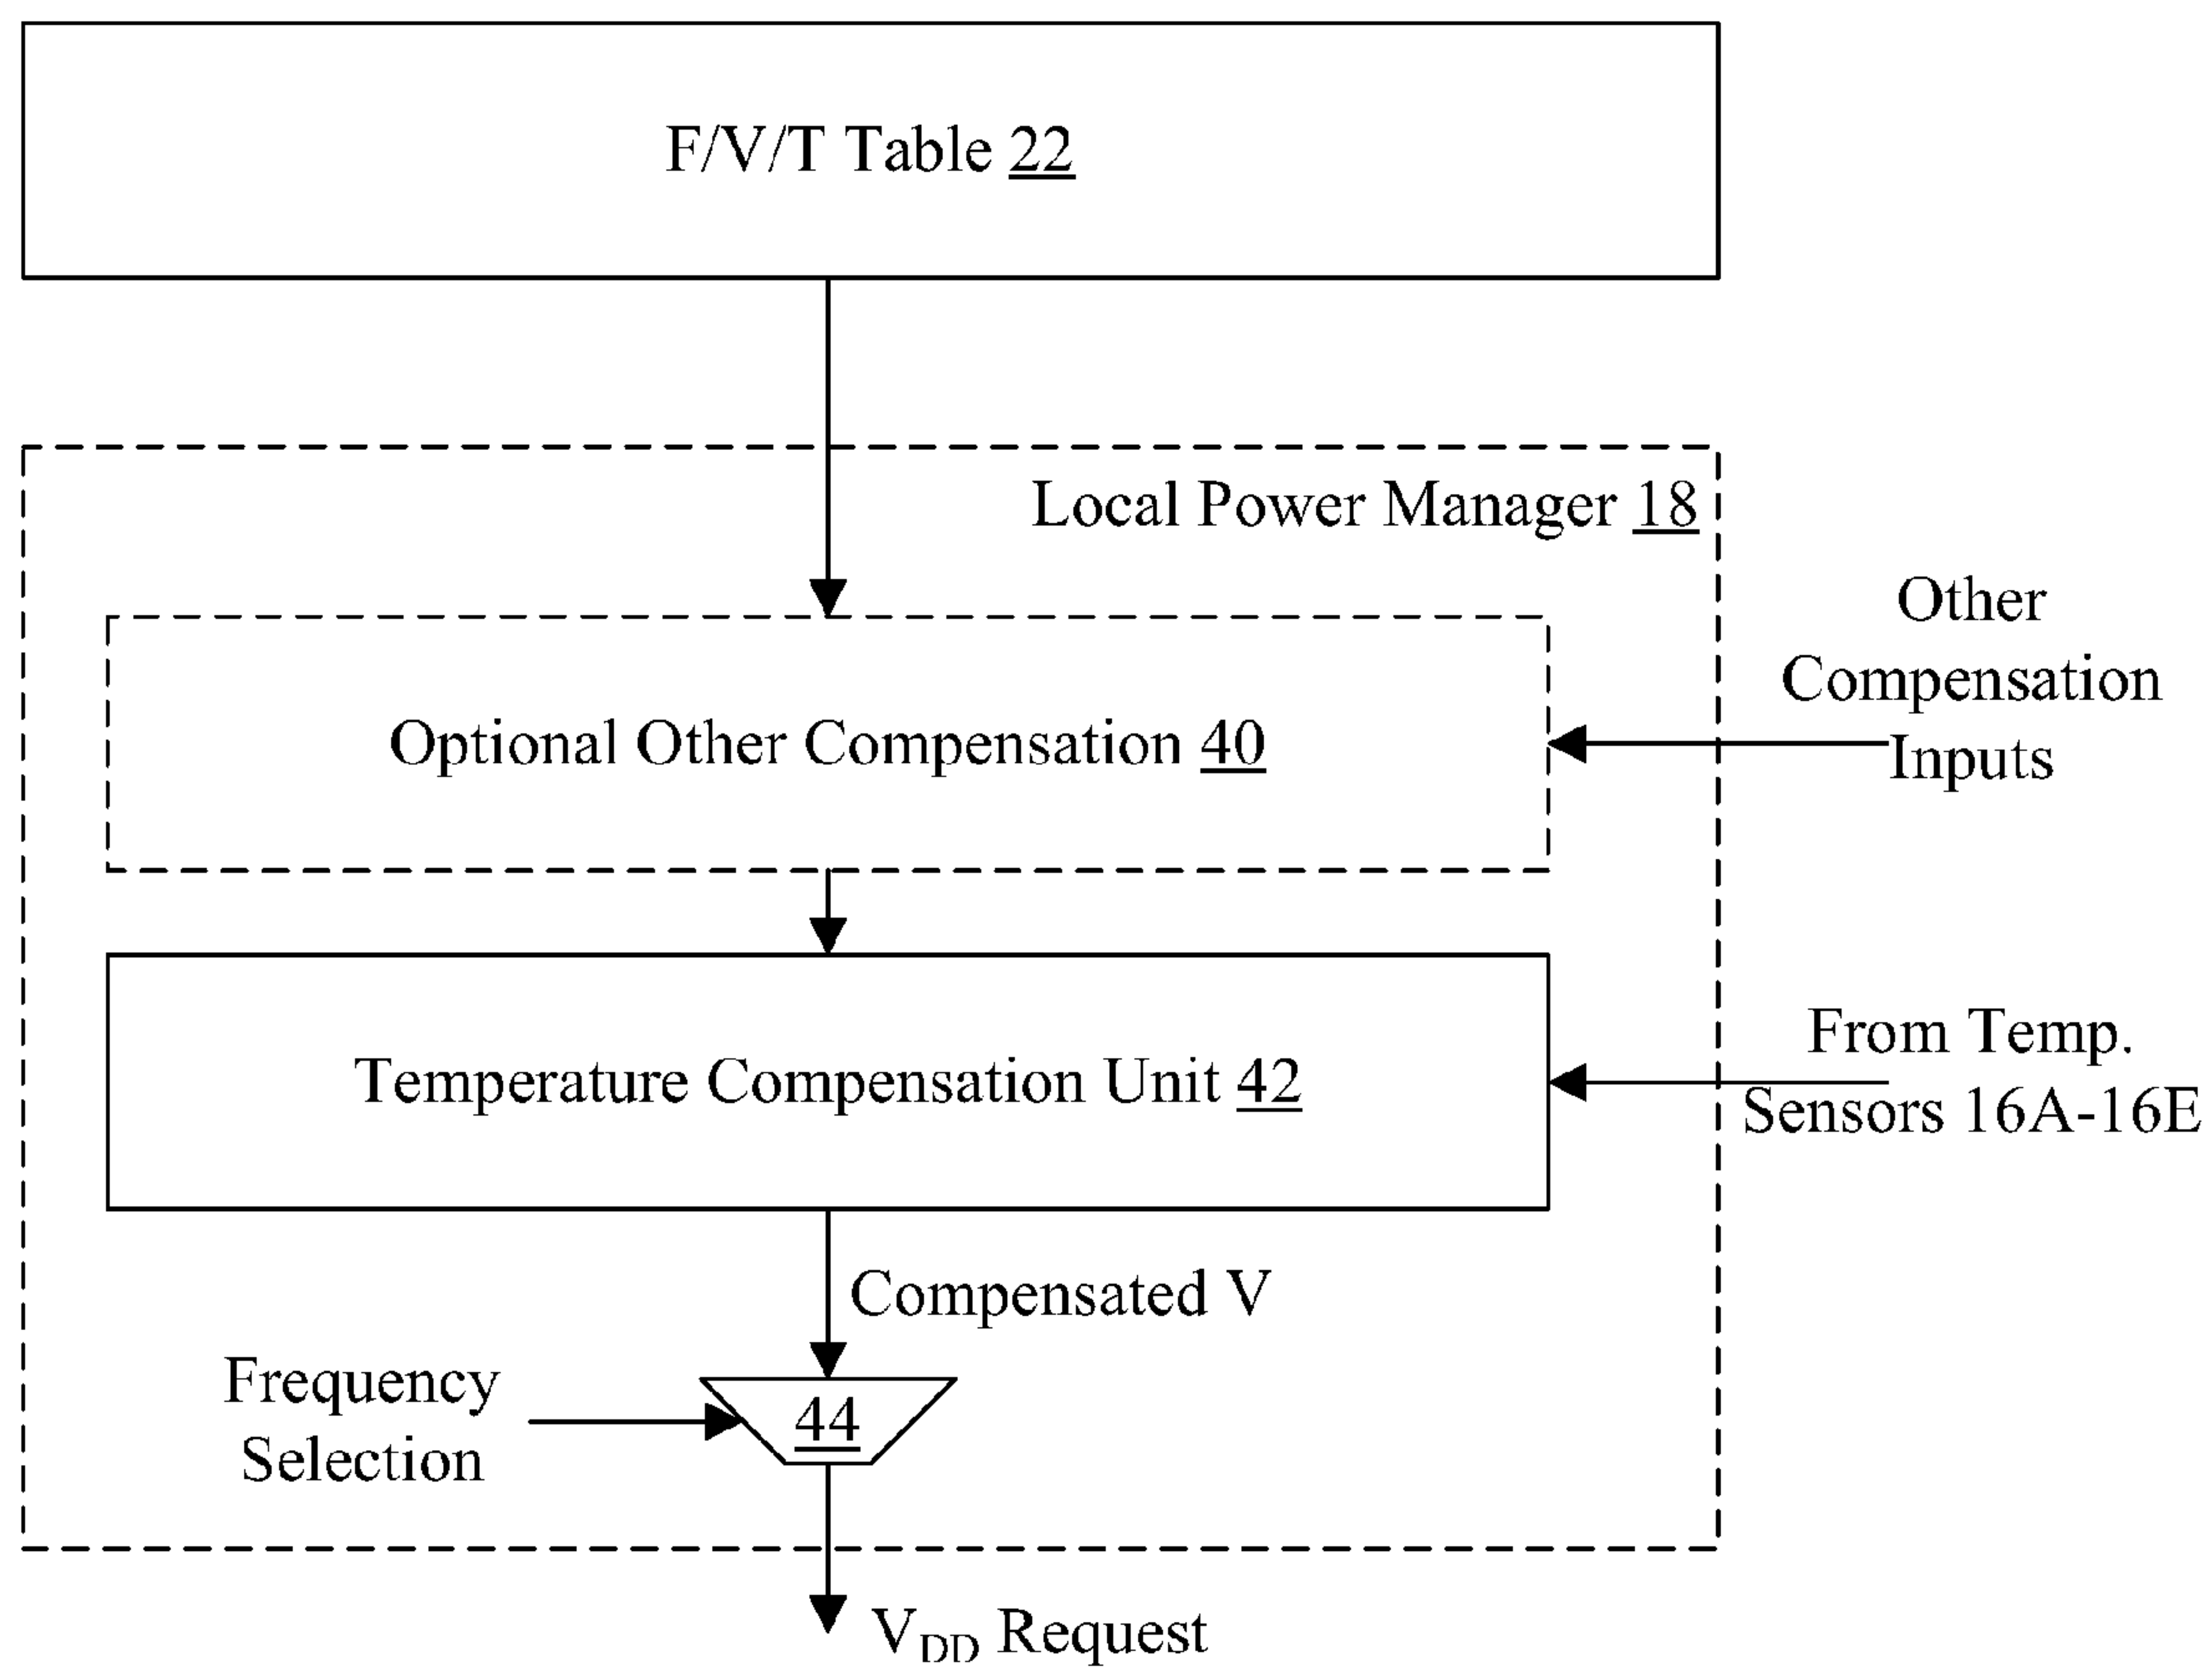 F/V/T Table 22
Local Power Manager 18
Other
Compensation
Inputs
Optional Other Compensation 40
From Temp.
Sensors 16A-16E
Temperature Compensation Unit 42
Compensated V
Frequency
Selection
44
VDD Request